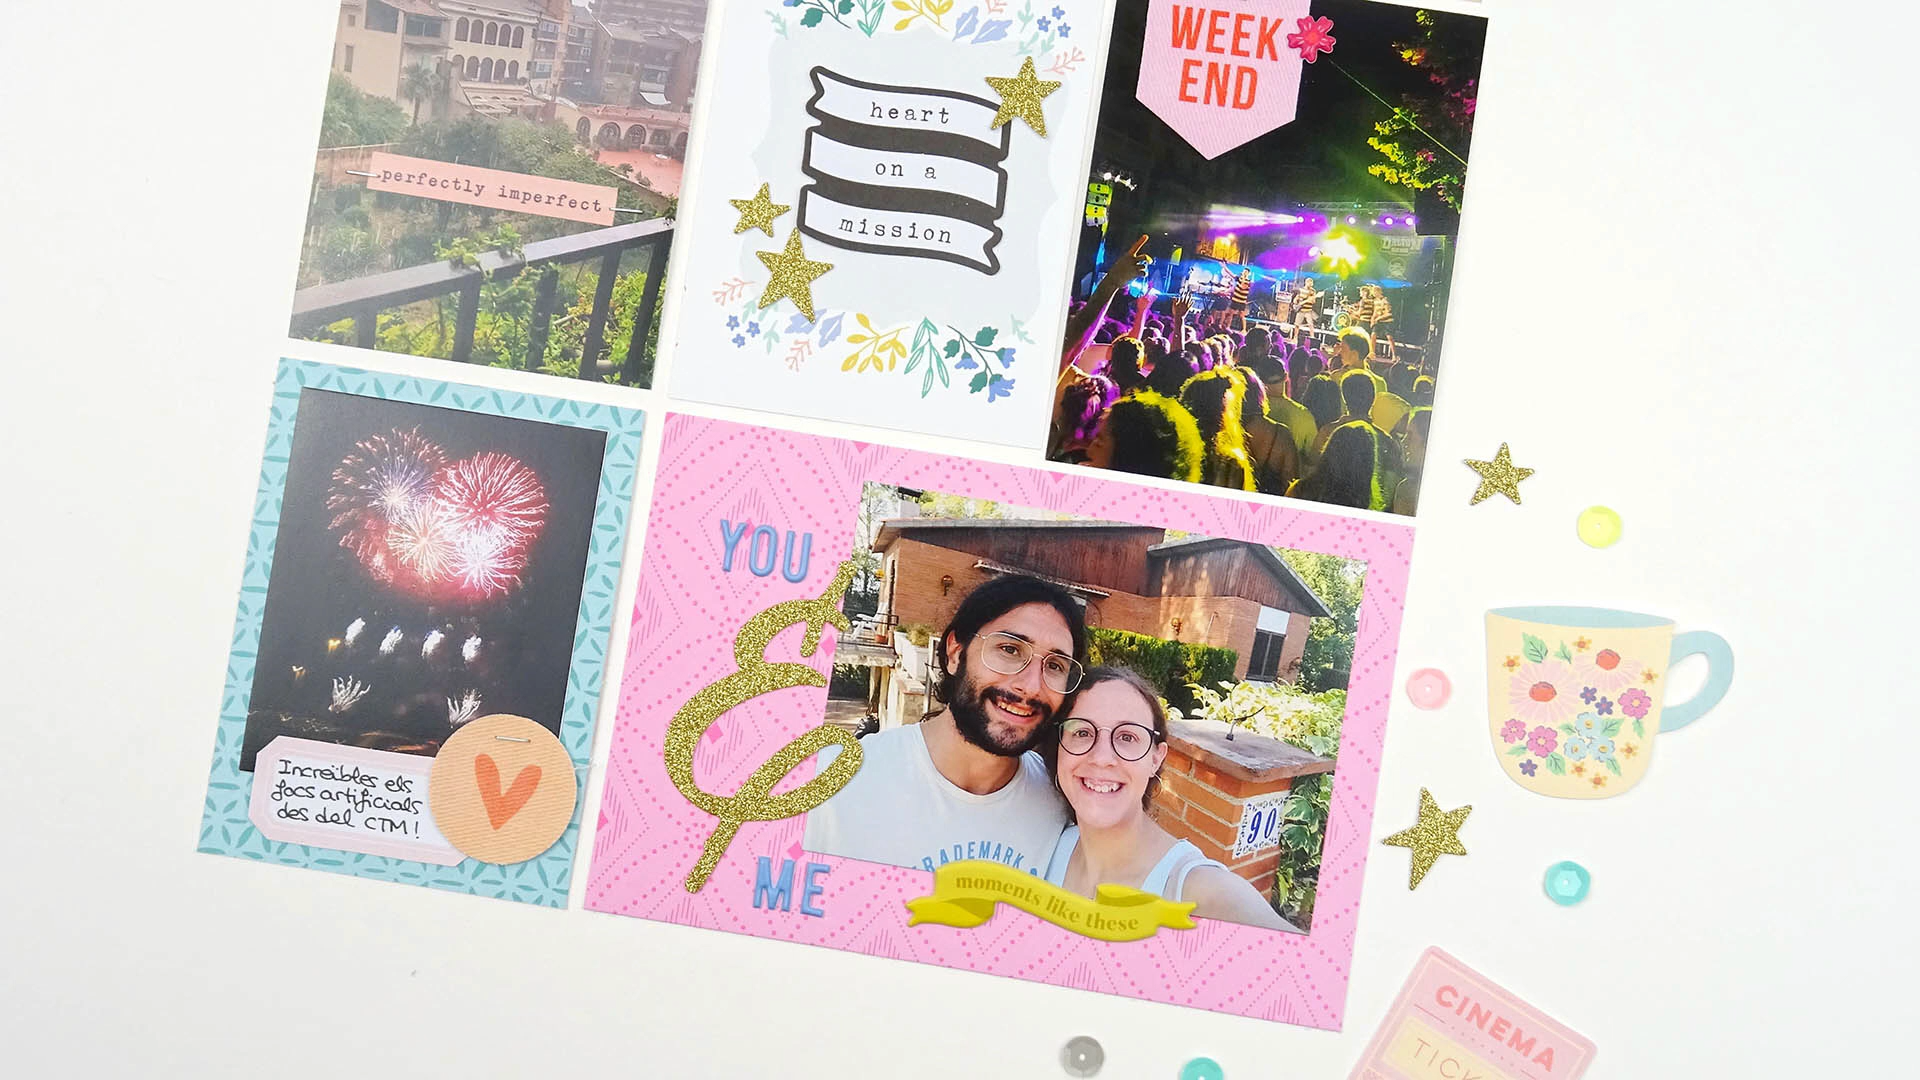 perfectly imperfect
heart
on a
mission
WEEK
END
Increïbles els
focs artificials
des del CTM!
YOU
&
ME
RADEMARK
90
moments like these
CINEMA